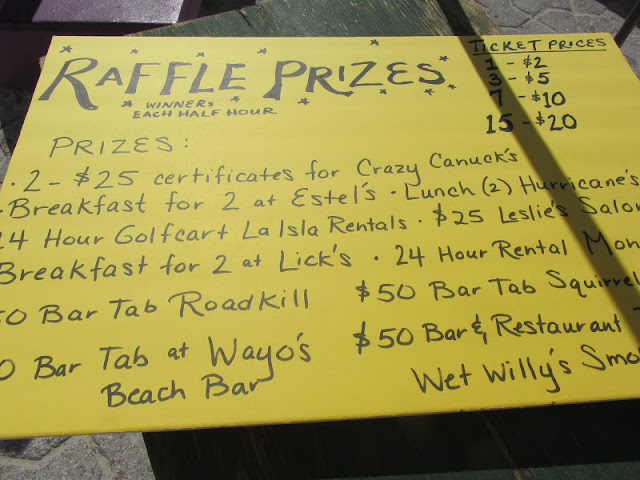 RAFFLE PRIZES
WINNERS
EACH HALF HOUR
TICKET PRICES
1 - $2
3 - $5
7 - $10
15 - $20
PRIZES:
· 2 - $25 certificates for Crazy Canuck's
· Breakfast for 2 at Estel's · Lunch (2) Hurricane's
24 Hour Golfcart LaIsla Rentals · $25 Leslie's Salon
Breakfast for 2 at Lick's · 24 Hour Rental
Bar Tab Roadkill $50 Bar Tab
Bar Tab at Wayo's $50 Bar & Restaurant
Beach Bar Wet Willy's